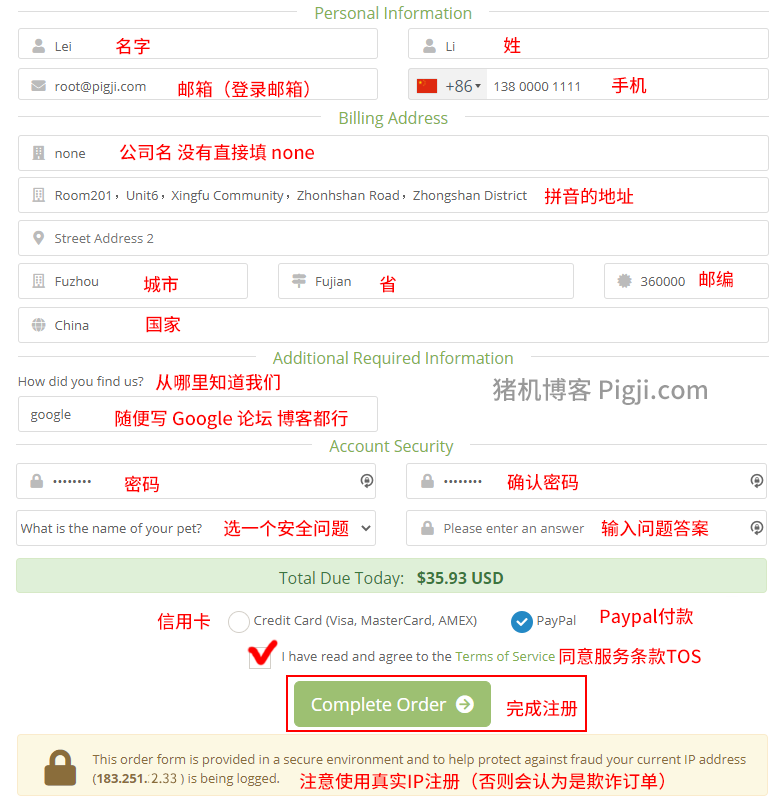 Personal Information
Lei 名字 Li 姓
root@pigji.com 邮箱（登录邮箱） +86 138 0000 1111 手机
Billing Address
none 公司名 没有直接填 none
Room201，Unit6，Xingfu Community，Zhonhshan Road，Zhongshan District 拼音的地址
Street Address 2
Fuzhou 城市 Fujian 省 360000 邮编
China 国家
Additional Required Information
How did you find us? 从哪里知道我们
猪机博客 Pigji.com
google 随便写 Google 论坛 博客都行
Account Security
•••••••• 密码 •••••••• 确认密码
What is the name of your pet? 选一个安全问题 Please enter an answer 输入问题答案
Total Due Today: $35.93 USD
信用卡 Credit Card (Visa, MasterCard, AMEX) PayPal Paypal付款
I have read and agree to the Terms of Service 同意服务条款TOS
Complete Order 完成注册
This order form is provided in a secure environment and to help protect against fraud your current IP address
(183.251. 2.33 ) is being logged. 注意使用真实IP注册（否则会认为是欺诈订单）